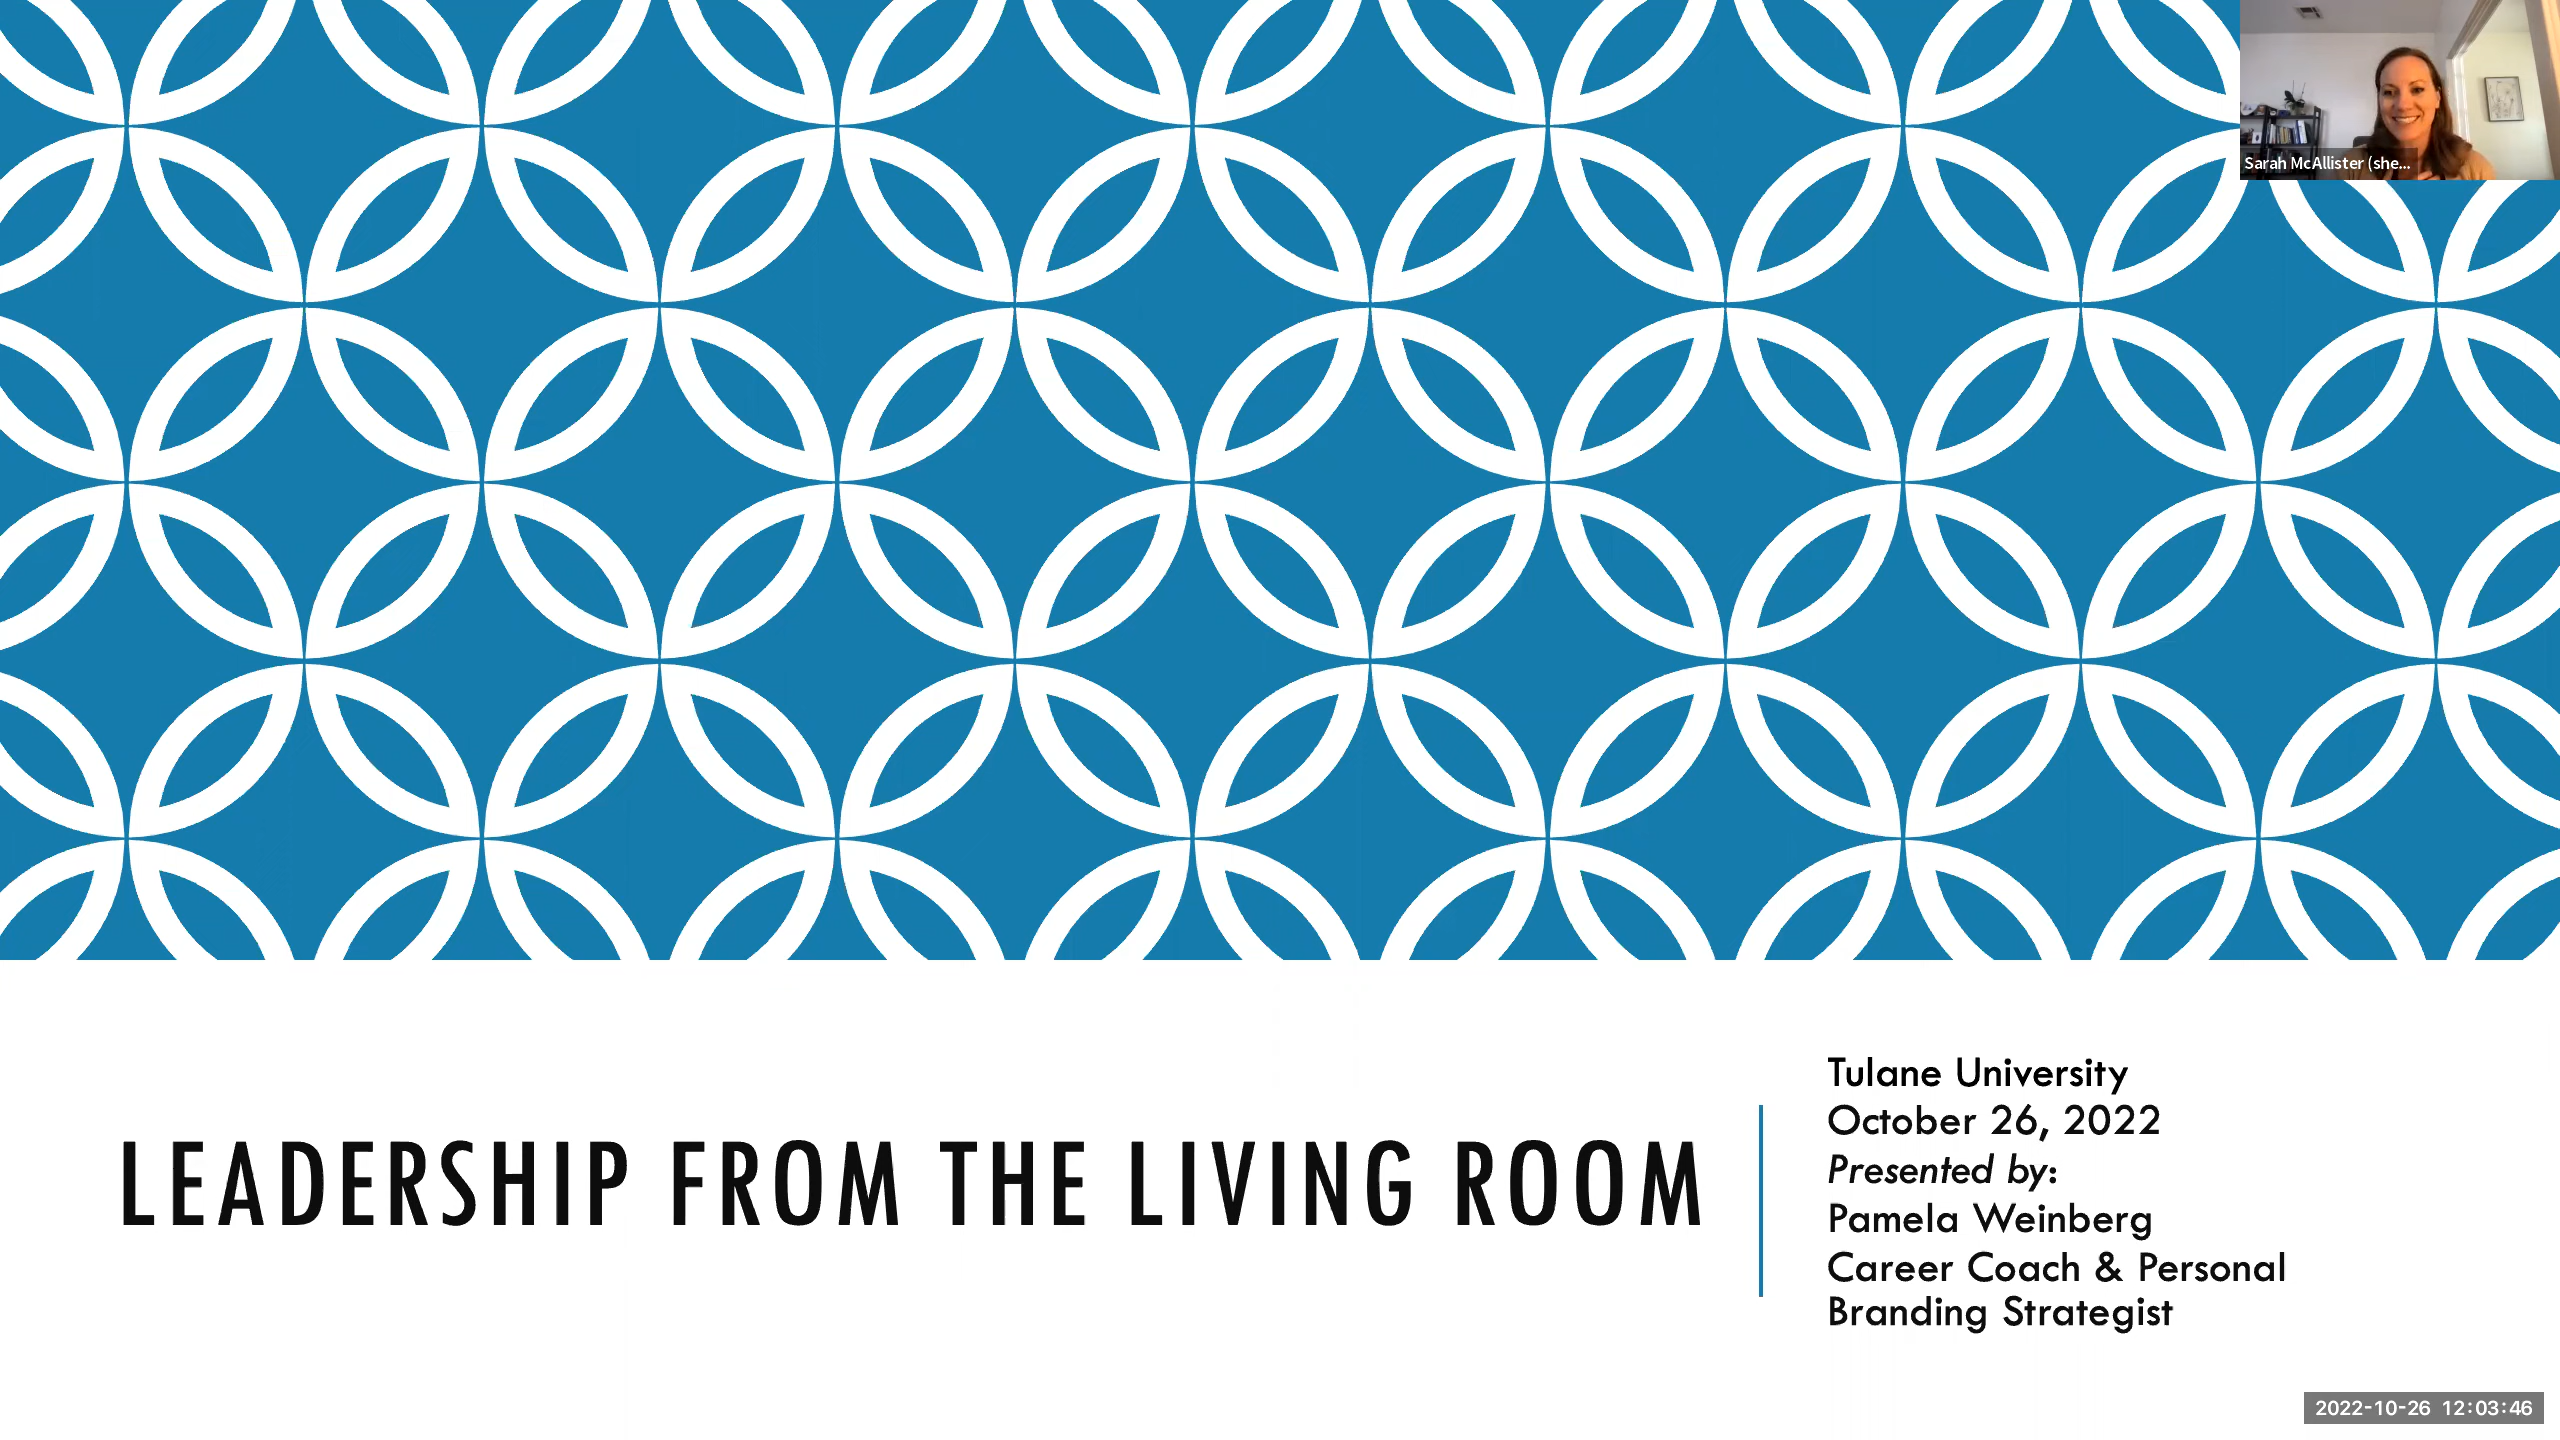 Sarah McAllister (she...
LEADERSHIP FROM THE LIVING ROOM
Tulane University
October 26, 2022
Presented by:
Pamela Weinberg
Career Coach & Personal
Branding Strategist
2022-10-26 12:03:46